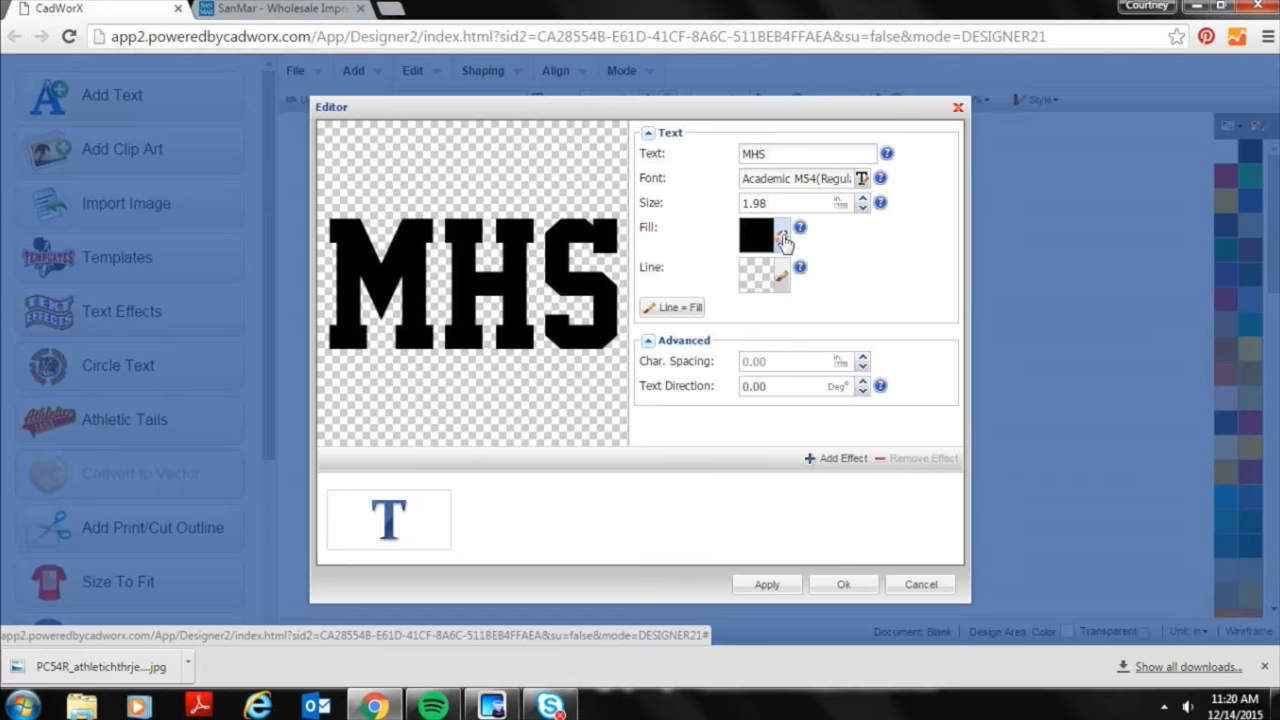 CadWorX
SanMar - Wholesale Impri
Courtney
app2.poweredbycadworx.com/App/Designer2/index.html?sid2=CA28554B-E61D-41CF-8A6C-511BEB4FFAEA&su=false&mode=DESIGNER21
Add Text
Add Clip Art
Templates
Text Effects
Circle Text
Athletic Tails
Convert to Vector
Add Print/Cut Outline
Size To Fit
File
Add
Edit
Shaping
Align
Mode
Style
Editor
MHS
Text
Text:
MHS
Font:
Academic M54(Regula
Size:
1.98
in.
Fill:
Line:
Line = Fill
Advanced
Char. Spacing:
0.00
in.
Text Direction:
0.00
Deg°
Add Effect
Remove Effect
T
Apply
Ok
Cancel
app2.poweredbycadworx.com/App/Designer2/index.html?sid2=CA28554B-E61D-41CF-8A6C-511BEB4FFAEA&su=false&mode=DESIGNER21#
Document: Blank
Design Area, Color
Transparent
Unit: in
Wireframe
PC54R_athletichthrje....jpg
Show all downloads...
11:20 AM
12/14/2015